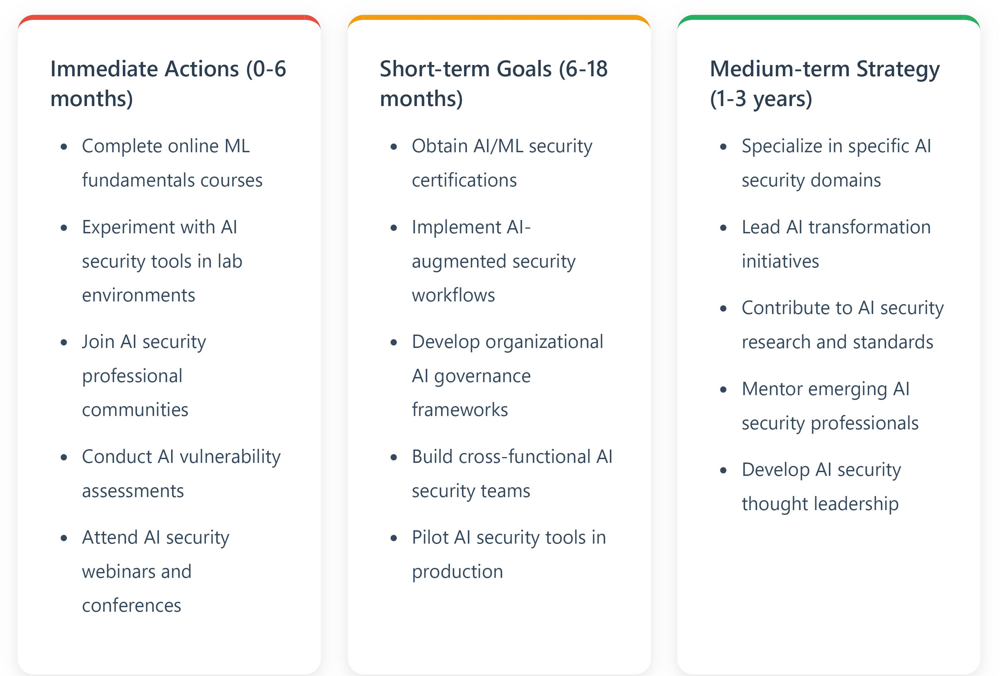 Immediate Actions (0-6
months)
• Complete online ML
fundamentals courses
• Experiment with AI
security tools in lab
environments
• Join AI security
professional
communities
• Conduct AI vulnerability
assessments
• Attend AI security
webinars and
conferences
Short-term Goals (6-18
months)
• Obtain AI/ML security
certifications
• Implement AI-
augmented security
workflows
• Develop organizational
AI governance
frameworks
• Build cross-functional AI
security teams
• Pilot AI security tools in
production
Medium-term Strategy
(1-3 years)
• Specialize in specific AI
security domains
• Lead AI transformation
initiatives
• Contribute to AI security
research and standards
• Mentor emerging AI
security professionals
• Develop AI security
thought leadership